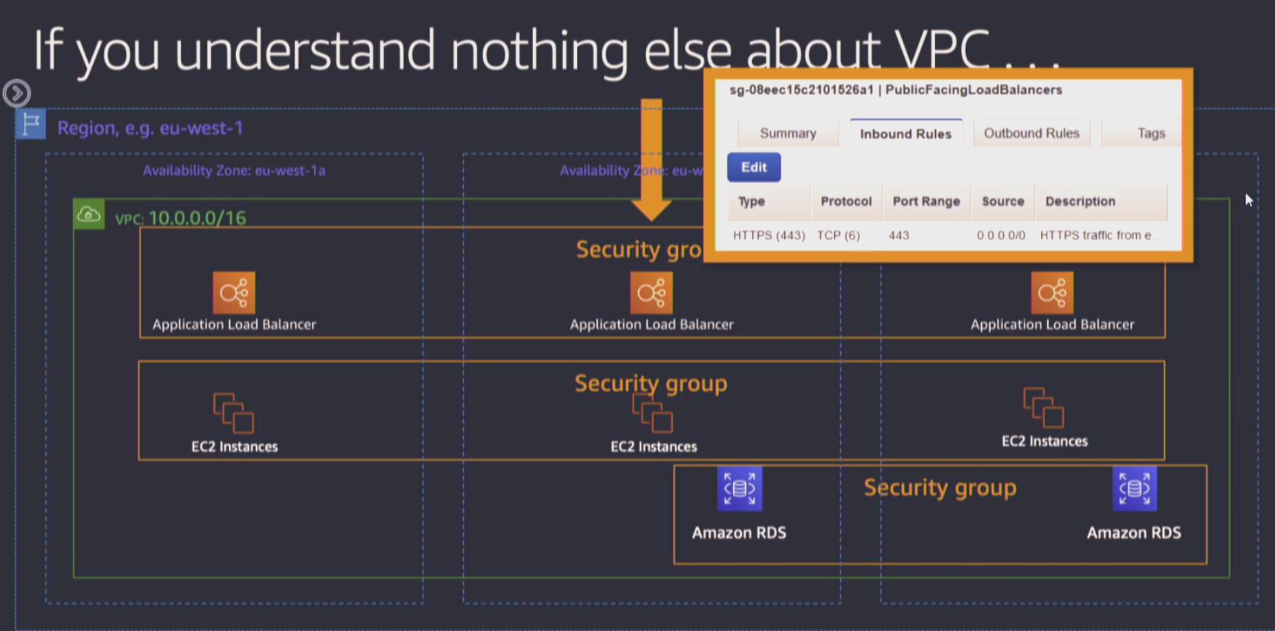 If you understand nothing else about VPC . . .
sg-08eec15c2101526a1 | PublicFacingLoadBalancers
Summary Inbound Rules Outbound Rules Tags
Edit
Type Protocol Port Range Source Description
HTTPS (443) TCP (6) 443 0 0 0 0/0 HTTPS traffic from e...
Region, e.g. eu-west-1
Availability Zone: eu-west-1a
Availability Zone: eu-w
VPC: 10.0.0.0/16
Security gro
Application Load Balancer
Application Load Balancer
Application Load Balancer
Security group
EC2 Instances
EC2 Instances
EC2 Instances
Security group
Amazon RDS
Amazon RDS